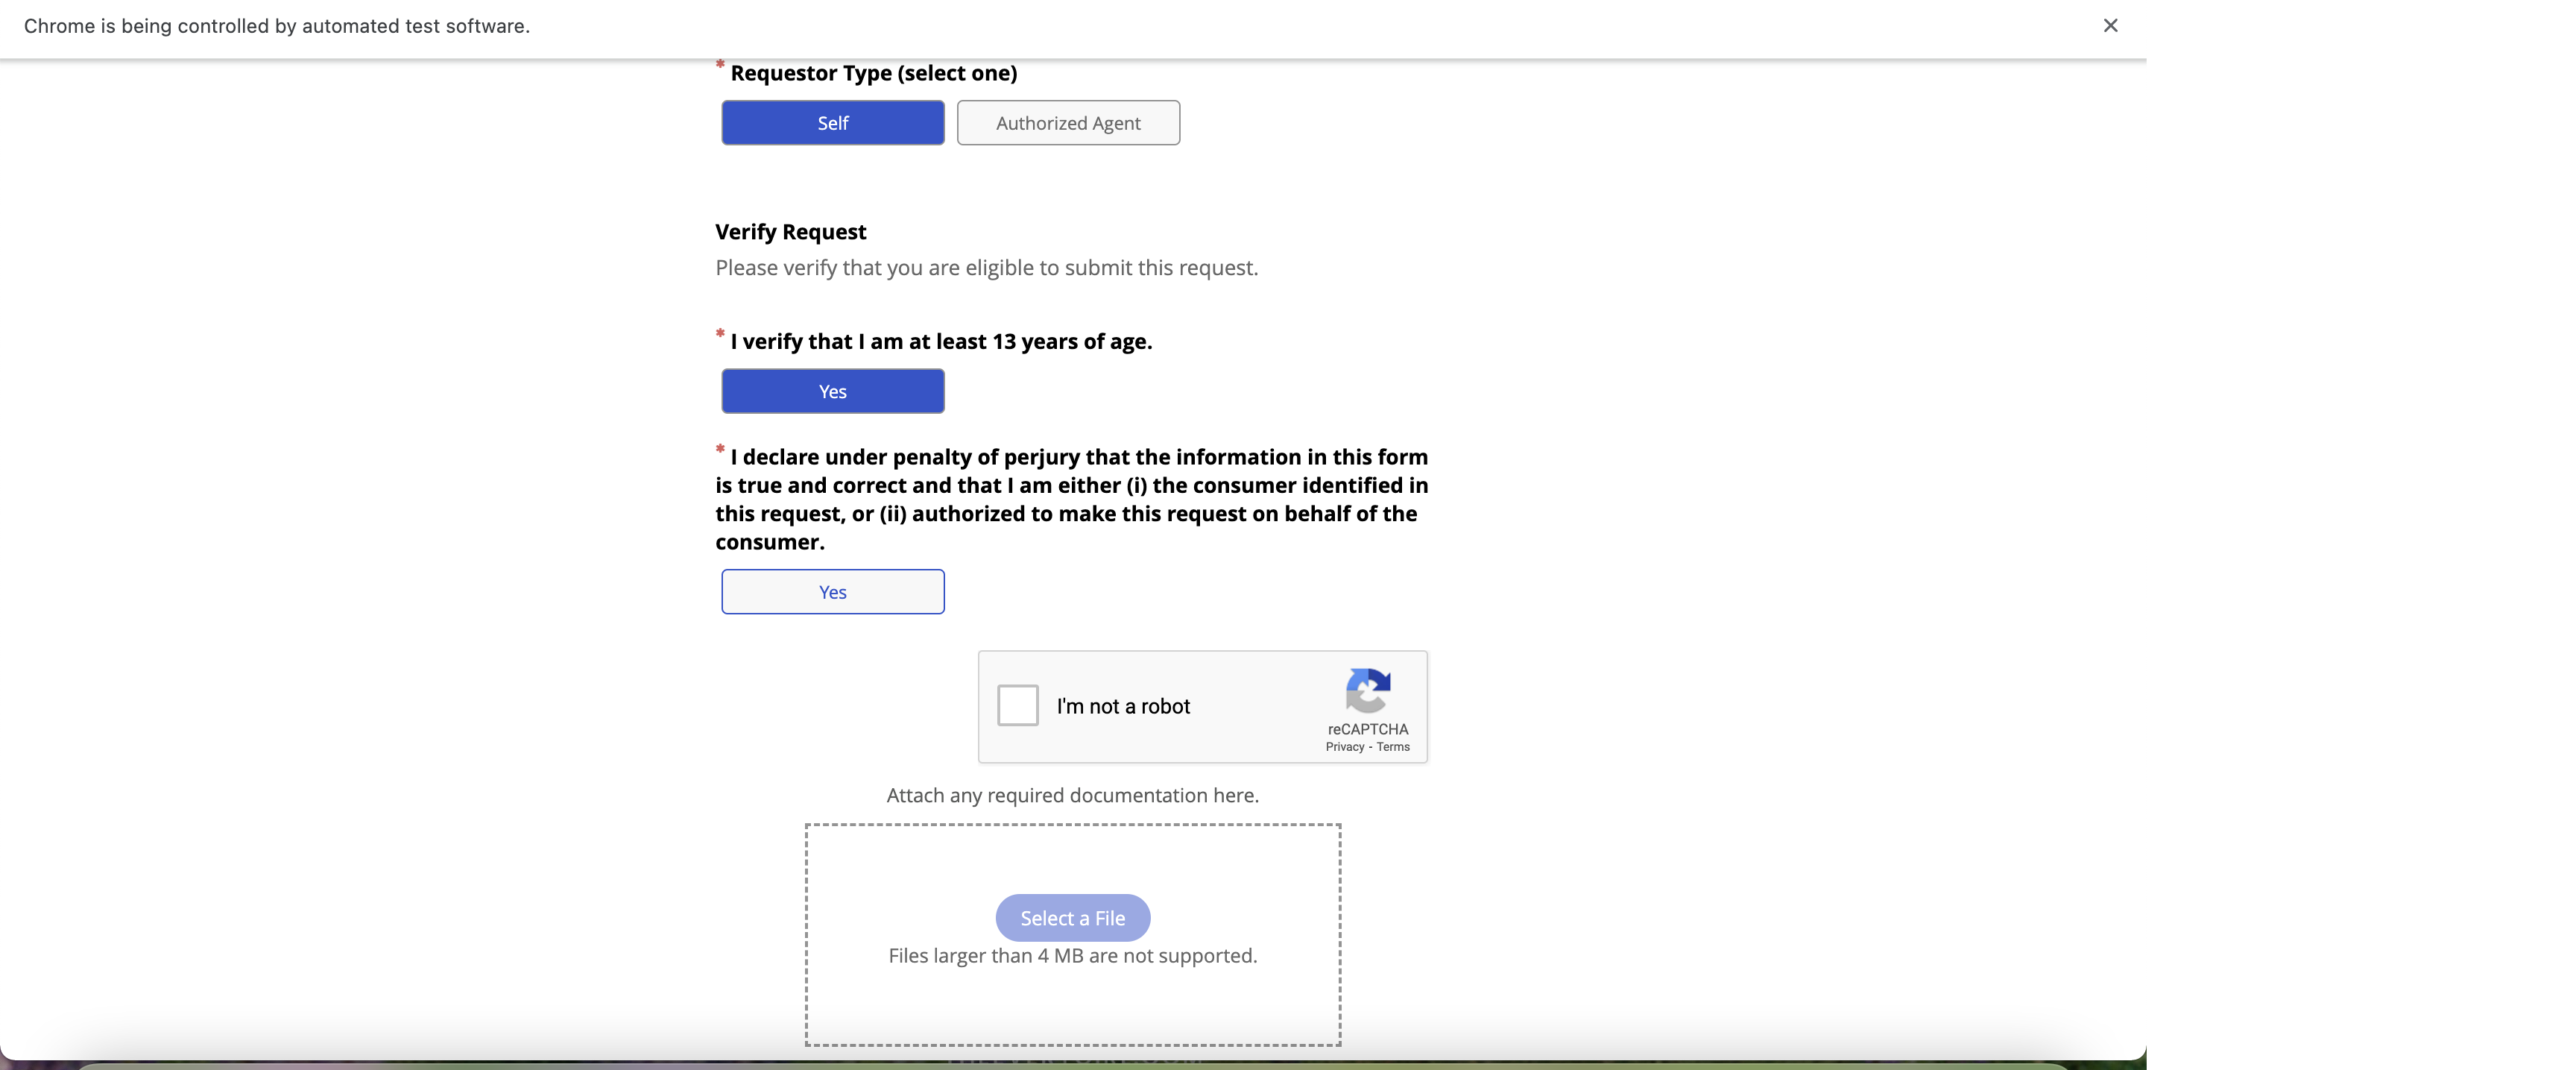 Chrome is being controlled by automated test software.
* Requestor Type (select one)
Self
Authorized Agent
Verify Request
Please verify that you are eligible to submit this request.
* I verify that I am at least 13 years of age.
Yes
* I declare under penalty of perjury that the information in this form
is true and correct and that I am either (i) the consumer identified in
this request, or (ii) authorized to make this request on behalf of the
consumer.
Yes
I'm not a robot
reCAPTCHA
Privacy - Terms
Attach any required documentation here.
Select a File
Files larger than 4 MB are not supported.